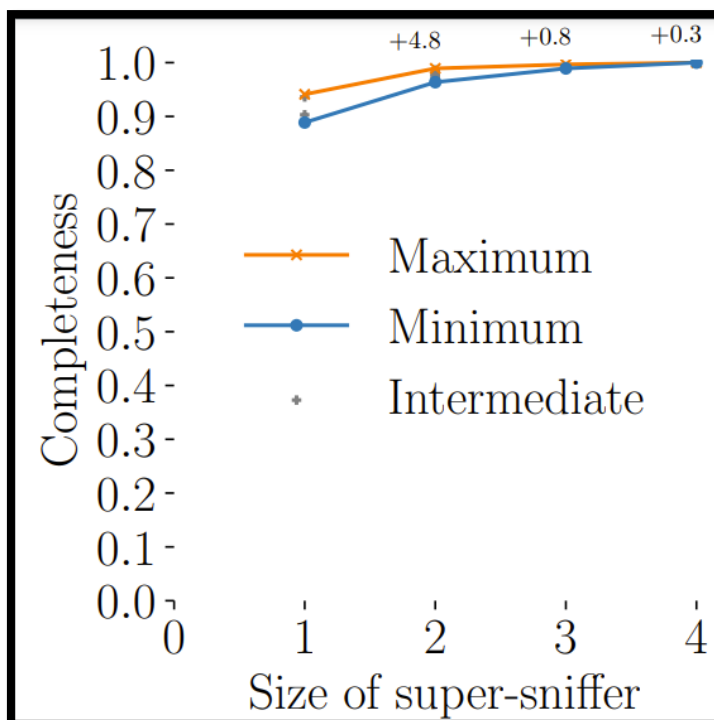 +4.8 +0.8 +0.3
1.0
0.9
0.8
0.7
0.6
0.5
0.4
0.3
0.2
0.1
0.0
Completeness
Maximum
Minimum
Intermediate
0 1 2 3 4
Size of super-sniffer